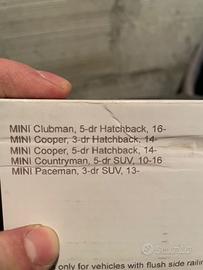 MINI Clubman, 5-dr Hatchback, 16-
MINI Cooper, 3-dr Hatchback, 14-
MINI Cooper, 5-dr Hatchback, 14-
MINI Countryman, 5-dr SUV, 10-16
MINI Paceman, 3-dr SUV, 13-
only for vehicles with flush side railin